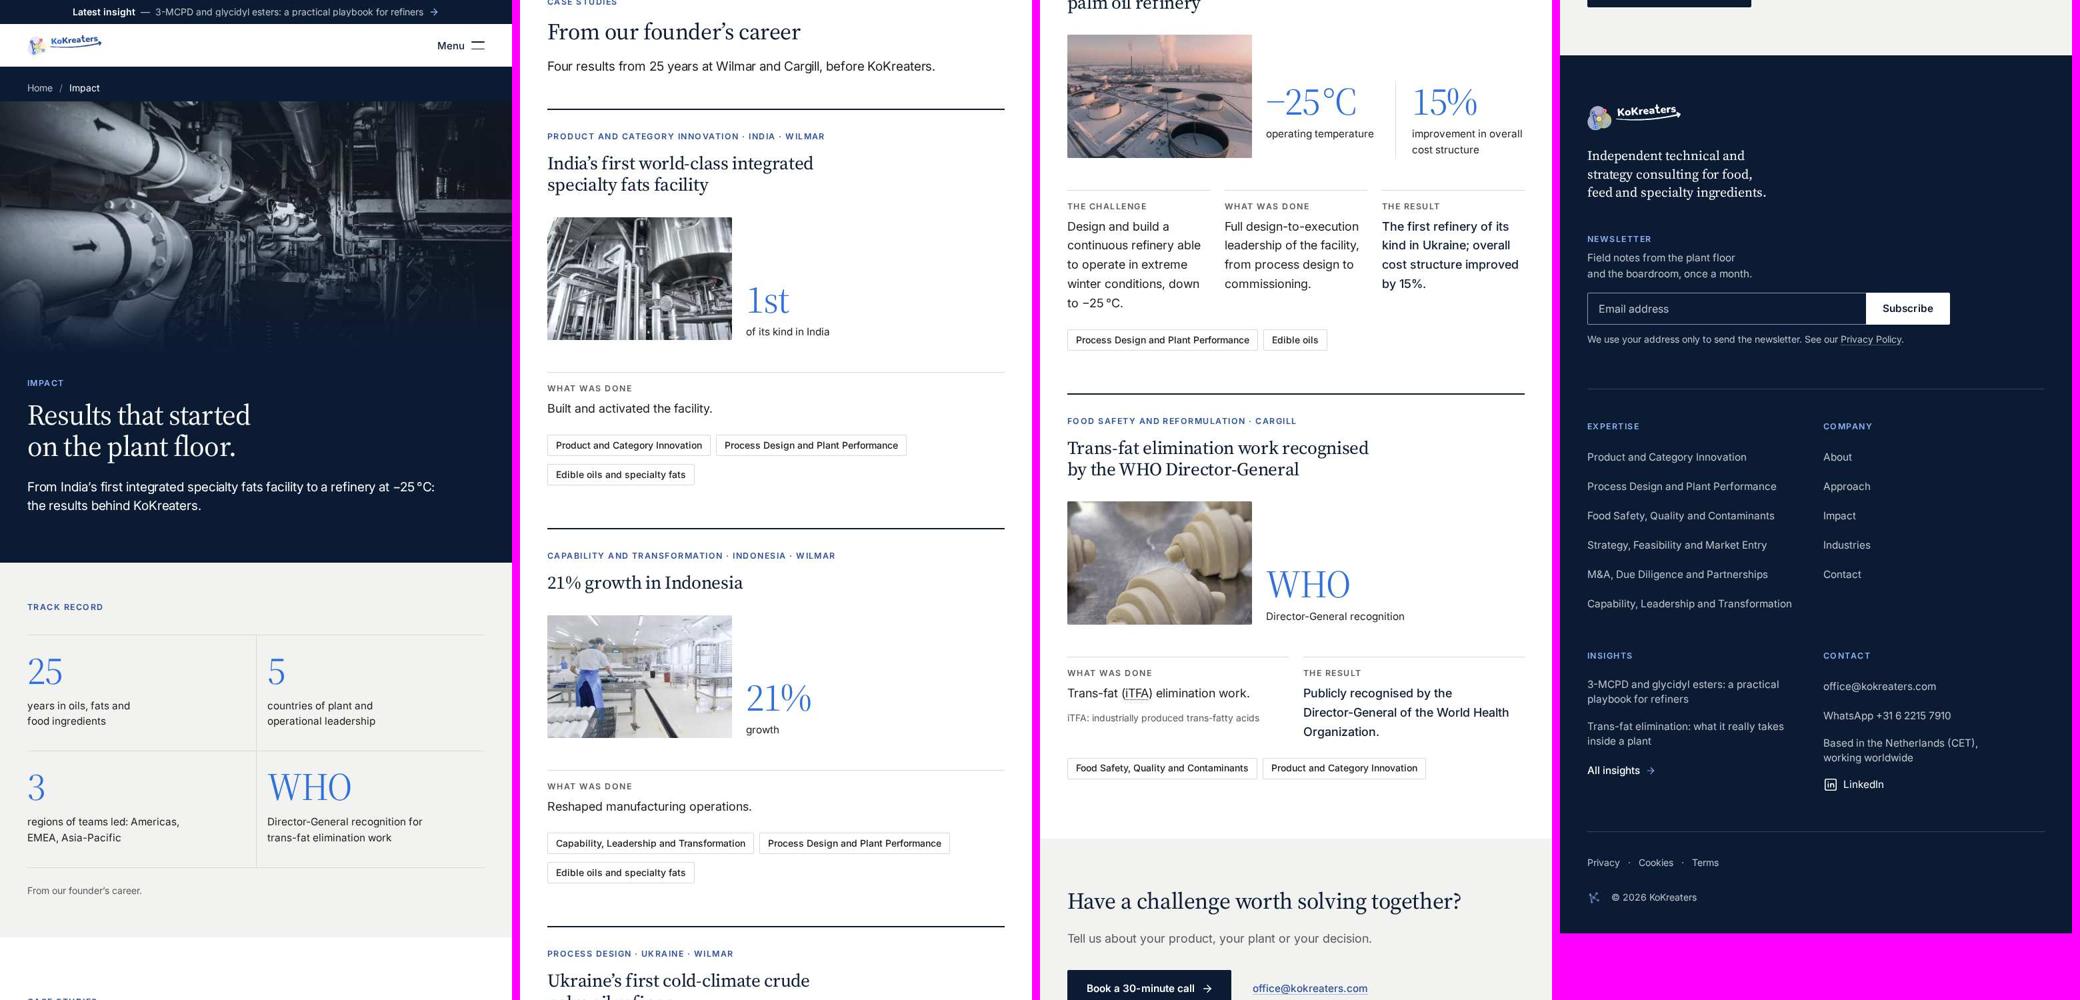 Latest insight — 3-MCPD and glycidyl esters: a practical playbook for refiners →
KoKreaters
Menu
Home / Impact
IMPACT
Results that started
on the plant floor.
From India’s first integrated specialty fats facility to a refinery at −25 °C:
the results behind KoKreaters.
TRACK RECORD
25
years in oils, fats and
food ingredients
5
countries of plant and
operational leadership
3
regions of teams led: Americas,
EMEA, Asia-Pacific
WHO
Director-General recognition for
trans-fat elimination work
From our founder’s career.
CASE STUDIES
From our founder’s career
Four results from 25 years at Wilmar and Cargill, before KoKreaters.
PRODUCT AND CATEGORY INNOVATION · INDIA · WILMAR
India’s first world-class integrated
specialty fats facility
1st
of its kind in India
WHAT WAS DONE
Built and activated the facility.
Product and Category Innovation
Process Design and Plant Performance
Edible oils and specialty fats
CAPABILITY AND TRANSFORMATION · INDONESIA · WILMAR
21% growth in Indonesia
21%
growth
WHAT WAS DONE
Reshaped manufacturing operations.
Capability, Leadership and Transformation
Process Design and Plant Performance
Edible oils and specialty fats
PROCESS DESIGN · UKRAINE · WILMAR
Ukraine’s first cold-climate crude
palm oil refinery
−25 °C
operating temperature
15%
improvement in overall
cost structure
THE CHALLENGE
Design and build a
continuous refinery able
to operate in extreme
winter conditions, down
to −25 °C.
WHAT WAS DONE
Full design-to-execution
leadership of the facility,
from process design to
commissioning.
THE RESULT
The first refinery of its
kind in Ukraine; overall
cost structure improved
by 15%.
Process Design and Plant Performance
Edible oils
FOOD SAFETY AND REFORMULATION · CARGILL
Trans-fat elimination work recognised
by the WHO Director-General
WHO
Director-General recognition
WHAT WAS DONE
Trans-fat (iTFA) elimination work.
iTFA: industrially produced trans-fatty acids
THE RESULT
Publicly recognised by the
Director-General of the World Health
Organization.
Food Safety, Quality and Contaminants
Product and Category Innovation
Have a challenge worth solving together?
Tell us about your product, your plant or your decision.
Book a 30-minute call →
office@kokreaters.com
KoKreaters
Independent technical and
strategy consulting for food,
feed and specialty ingredients.
NEWSLETTER
Field notes from the plant floor
and the boardroom, once a month.
Email address
Subscribe
We use your address only to send the newsletter. See our Privacy Policy.
EXPERTISE
Product and Category Innovation
Process Design and Plant Performance
Food Safety, Quality and Contaminants
Strategy, Feasibility and Market Entry
M&A, Due Diligence and Partnerships
Capability, Leadership and Transformation
COMPANY
About
Approach
Impact
Industries
Contact
INSIGHTS
3-MCPD and glycidyl esters: a practical
playbook for refiners
Trans-fat elimination: what it really takes
inside a plant
All insights →
CONTACT
office@kokreaters.com
WhatsApp +31 6 2215 7910
Based in the Netherlands (CET),
working worldwide
LinkedIn
Privacy · Cookies · Terms
© 2026 KoKreaters